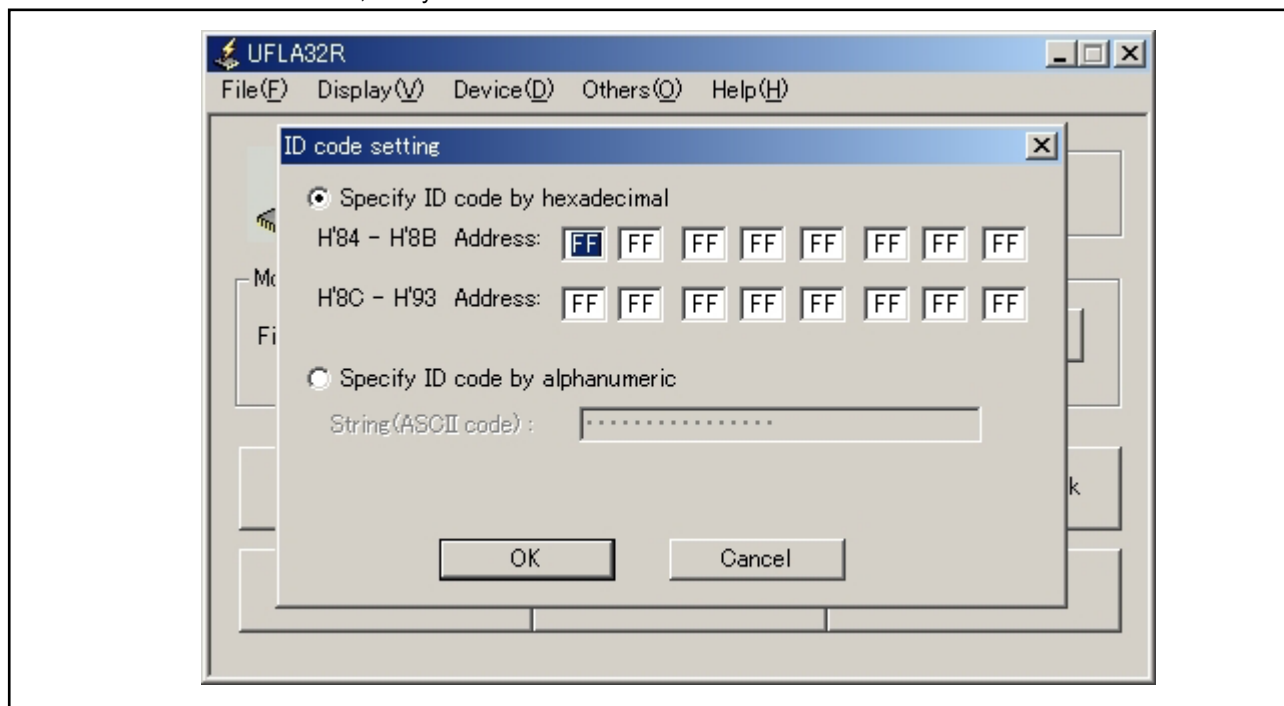 UFLA32R
File(F) Display(V) Device(D) Others(O) Help(H)
ID code setting
Specify ID code by hexadecimal
H'84 - H'8B Address: FF FF FF FF FF FF FF FF
H'8C - H'93 Address: FF FF FF FF FF FF FF FF
Specify ID code by alphanumeric
String(ASCII code) : ................
OK Cancel